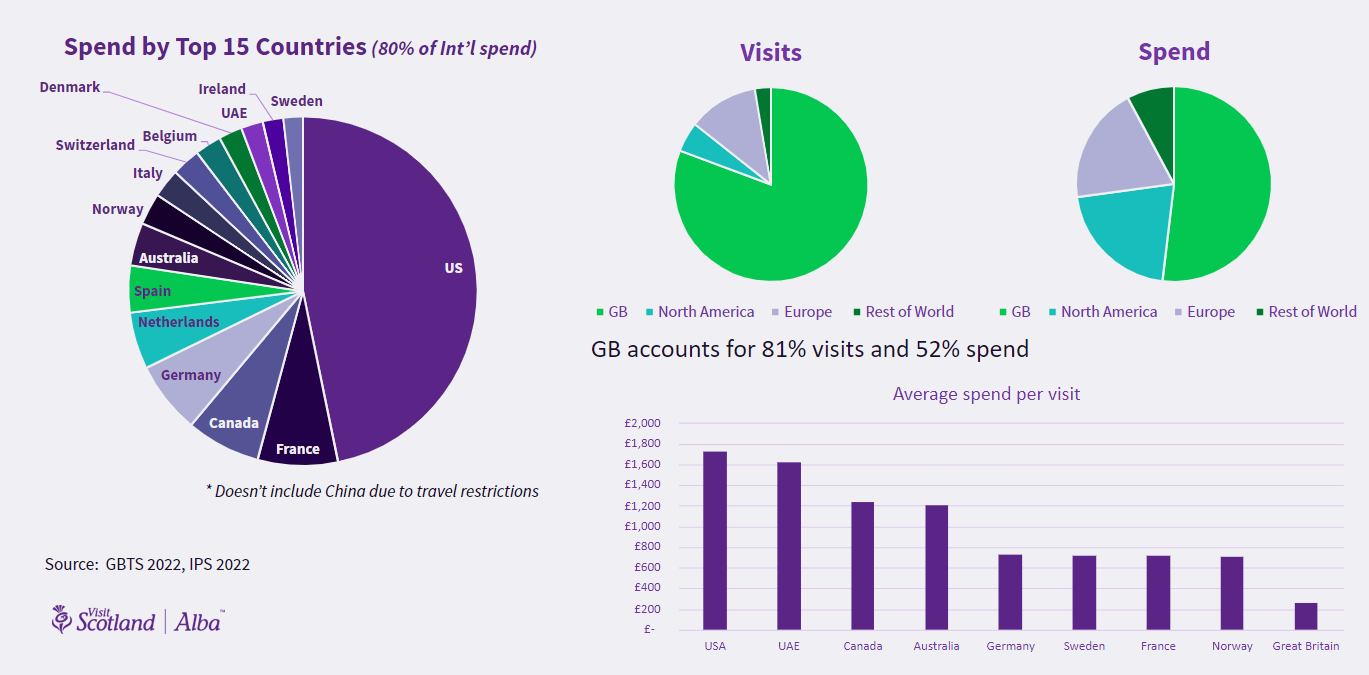 Spend by Top 15 Countries (80% of Int’l spend)
Denmark
Ireland
Sweden
UAE
Belgium
Switzerland
Italy
Norway
Australia
US
Spain
Netherlands
Germany
Canada
France
* Doesn’t include China due to travel restrictions
Source: GBTS 2022, IPS 2022
Visit
Scotland | Alba™
Visits
GB North America Europe Rest of World
Spend
GB North America Europe Rest of World
GB accounts for 81% visits and 52% spend
Average spend per visit
£2,000
£1,800
£1,600
£1,400
£1,200
£1,000
£800
£600
£400
£200
£-
USA UAE Canada Australia Germany Sweden France Norway Great Britain